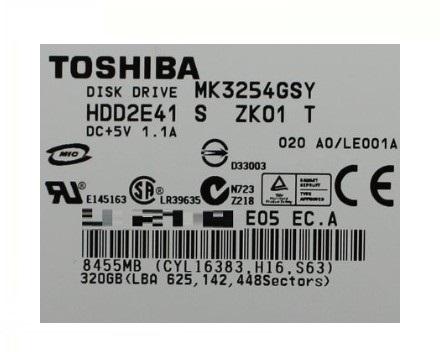 TOSHIBA
DISK DRIVE MK3254GSY
HDD2E41 S ZK01 T
DC+5V 1.1A
020 A0/LE001A
MIC
D33003
E145163 LR39635 N723 Z218
E05 EC.A
8455MB (CYL16383,H16,S63)
320GB(LBA 625,142,448Sectors)